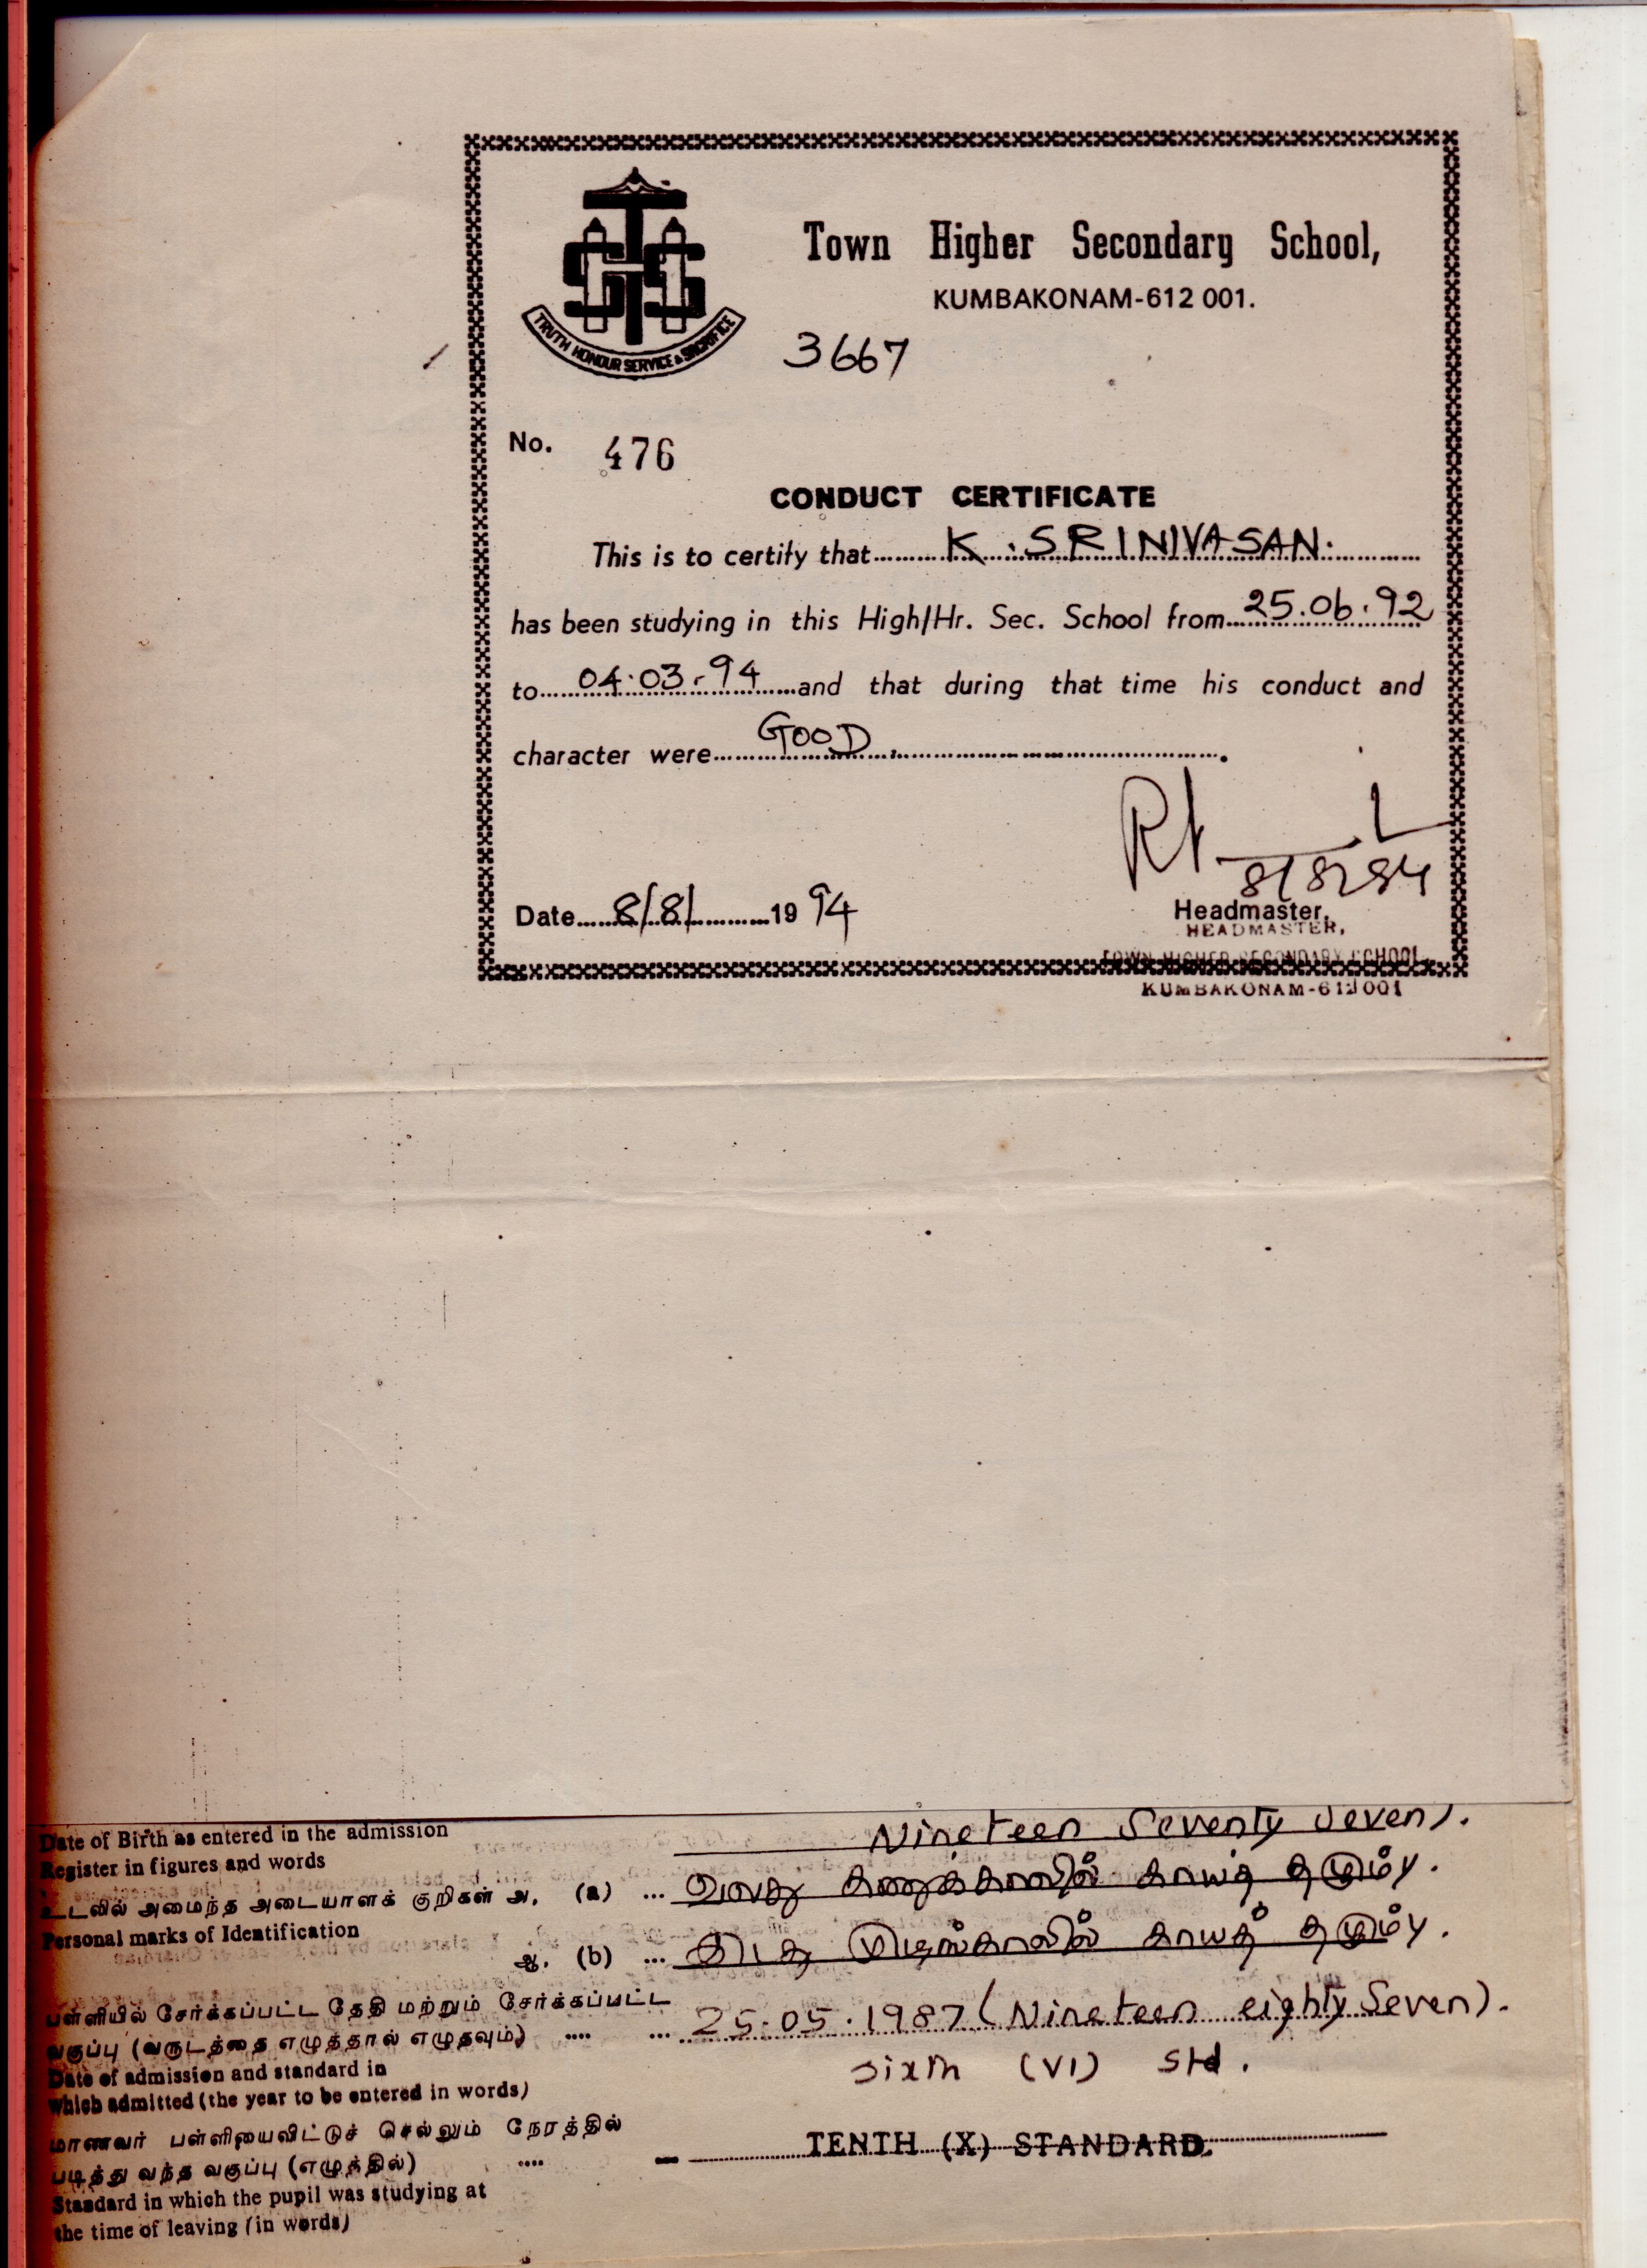 Town Higher Secondary School,
KUMBAKONAM-612 001.
TRUTH HONOUR SERVICE & SACRIFICE
3667
No. 476
CONDUCT CERTIFICATE
This is to certify that K. SRINIVASAN.
has been studying in this High/Hr. Sec. School from 25.06.92
to 04.03.94 and that during that time his conduct and
character were GOOD.
8/8/94
Date 8/8/ 1994
Headmaster,
HEADMASTER,
TOWN HIGHER SECONDARY SCHOOL
KUMBAKONAM-612001
Date of Birth as entered in the admission
Nineteen Seventy Seven).
Register in figures and words
உடலில் அமைந்த அடையாளக் குறிகள் அ. (a) ... வலது கணுக்காலில் காயத் தழும்பு.
Personal marks of Identification
ஆ. (b) ... இடது முழங்காலில் காயத் தழும்பு.
பள்ளியில் சேர்க்கப்பட்ட தேதி மற்றும் சேர்க்கப்பட்ட
வகுப்பு (வருடத்தை எழுத்தால் எழுதவும்) .... ... 25.05.1987 (Nineteen eighty Seven).
Date of admission and standard in
Sixth (VI) Std.
which admitted (the year to be entered in words)
மாணவர் பள்ளியைவிட்டுச் செல்லும் நேரத்தில்
படித்து வந்த வகுப்பு (எழுத்தில்) .... TENTH (X) STANDARD.
Standard in which the pupil was studying at
the time of leaving (in words)